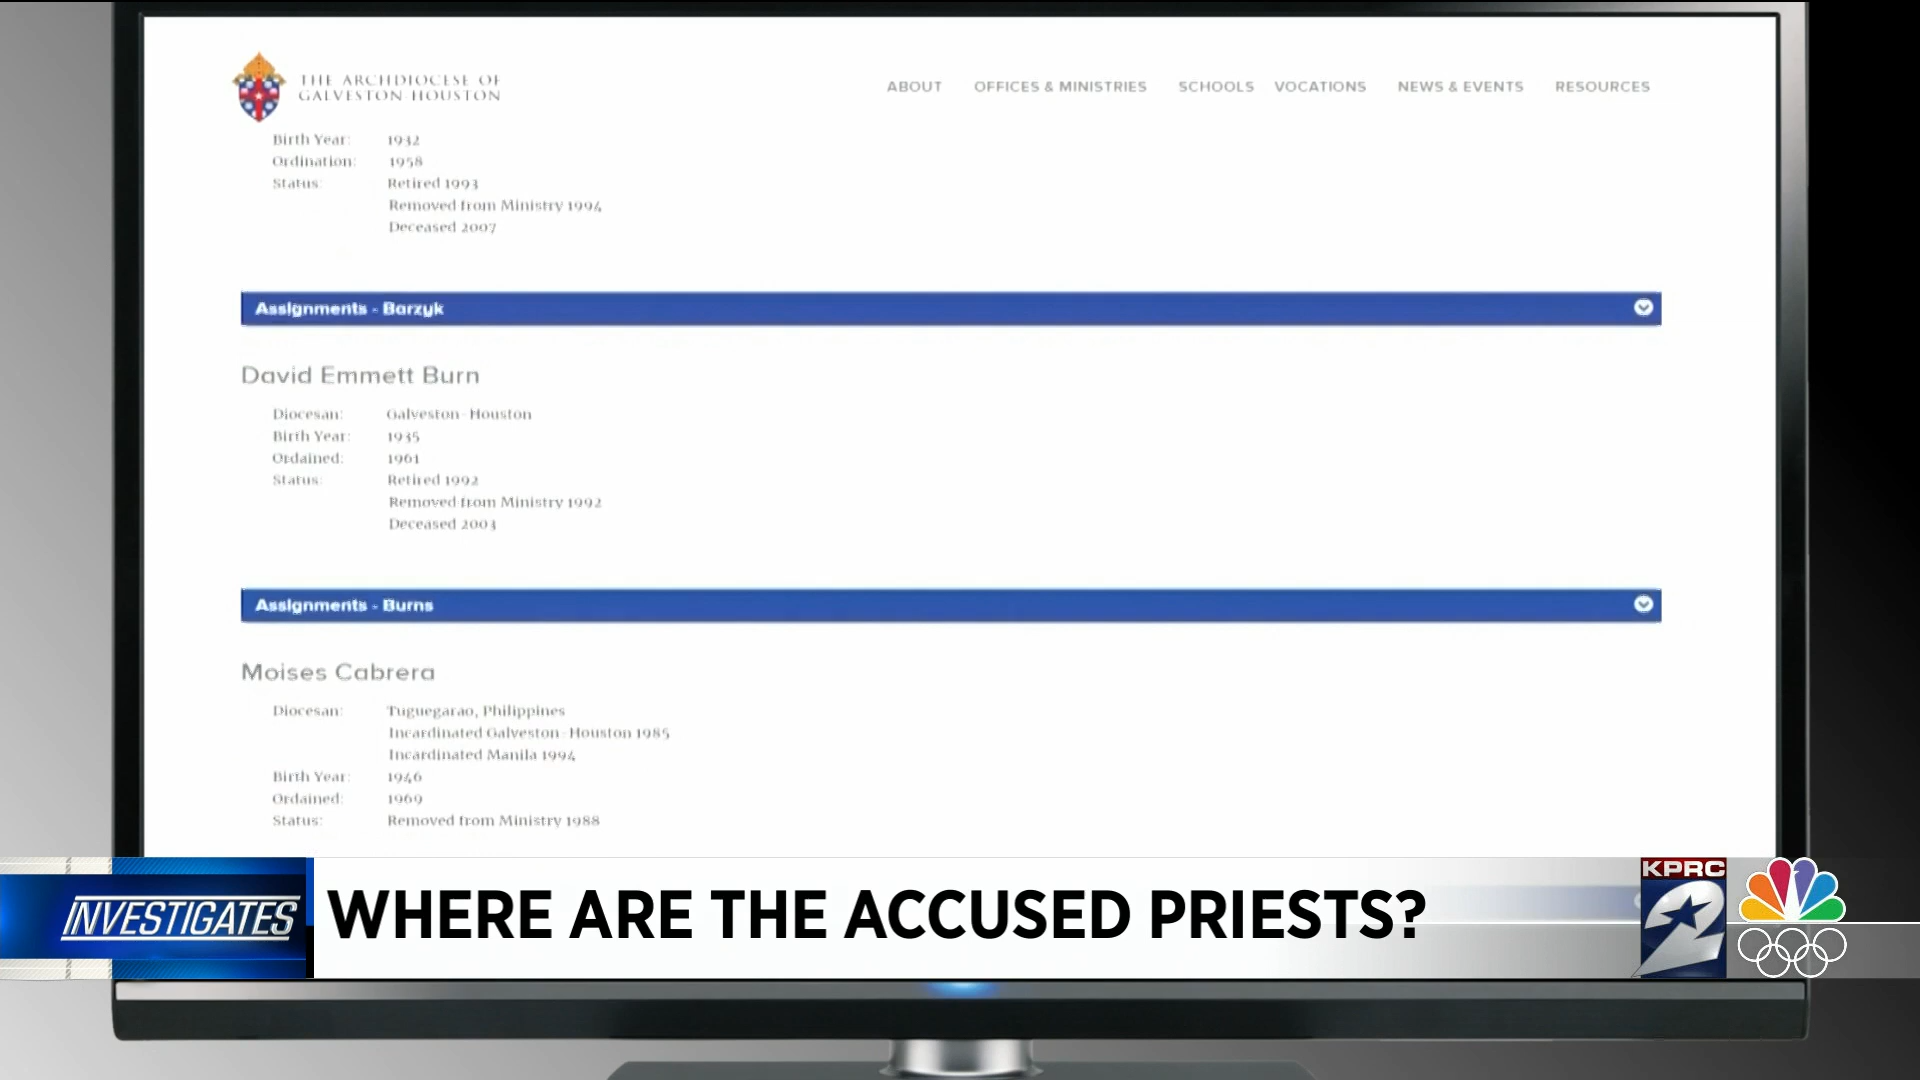 THE ARCHDIOCESE OF
GALVESTON HOUSTON
ABOUT OFFICES & MINISTRIES SCHOOLS VOCATIONS NEWS & EVENTS RESOURCES
Birth Year: 1932
Ordination: 1958
Status: Retired 1993
Removed from Ministry 1994
Deceased 2007
Assignments - Barzyk
David Emmett Burn
Diocesan: Galveston-Houston
Birth Year: 1935
Ordained: 1961
Status: Retired 1992
Removed from Ministry 1992
Deceased 2003
Assignments - Burns
Moises Cabrera
Diocesan: Tuguegarao, Philippines
Incardinated Galveston-Houston 1985
Incardinated Manila 1994
Birth Year: 1946
Ordained: 1969
Status: Removed from Ministry 1988
INVESTIGATES
WHERE ARE THE ACCUSED PRIESTS?
KPRC
2